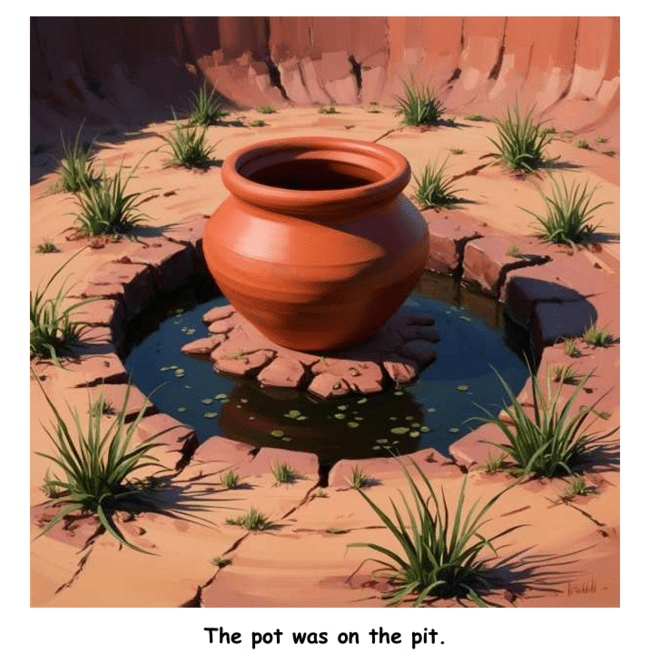 The pot was on the pit.